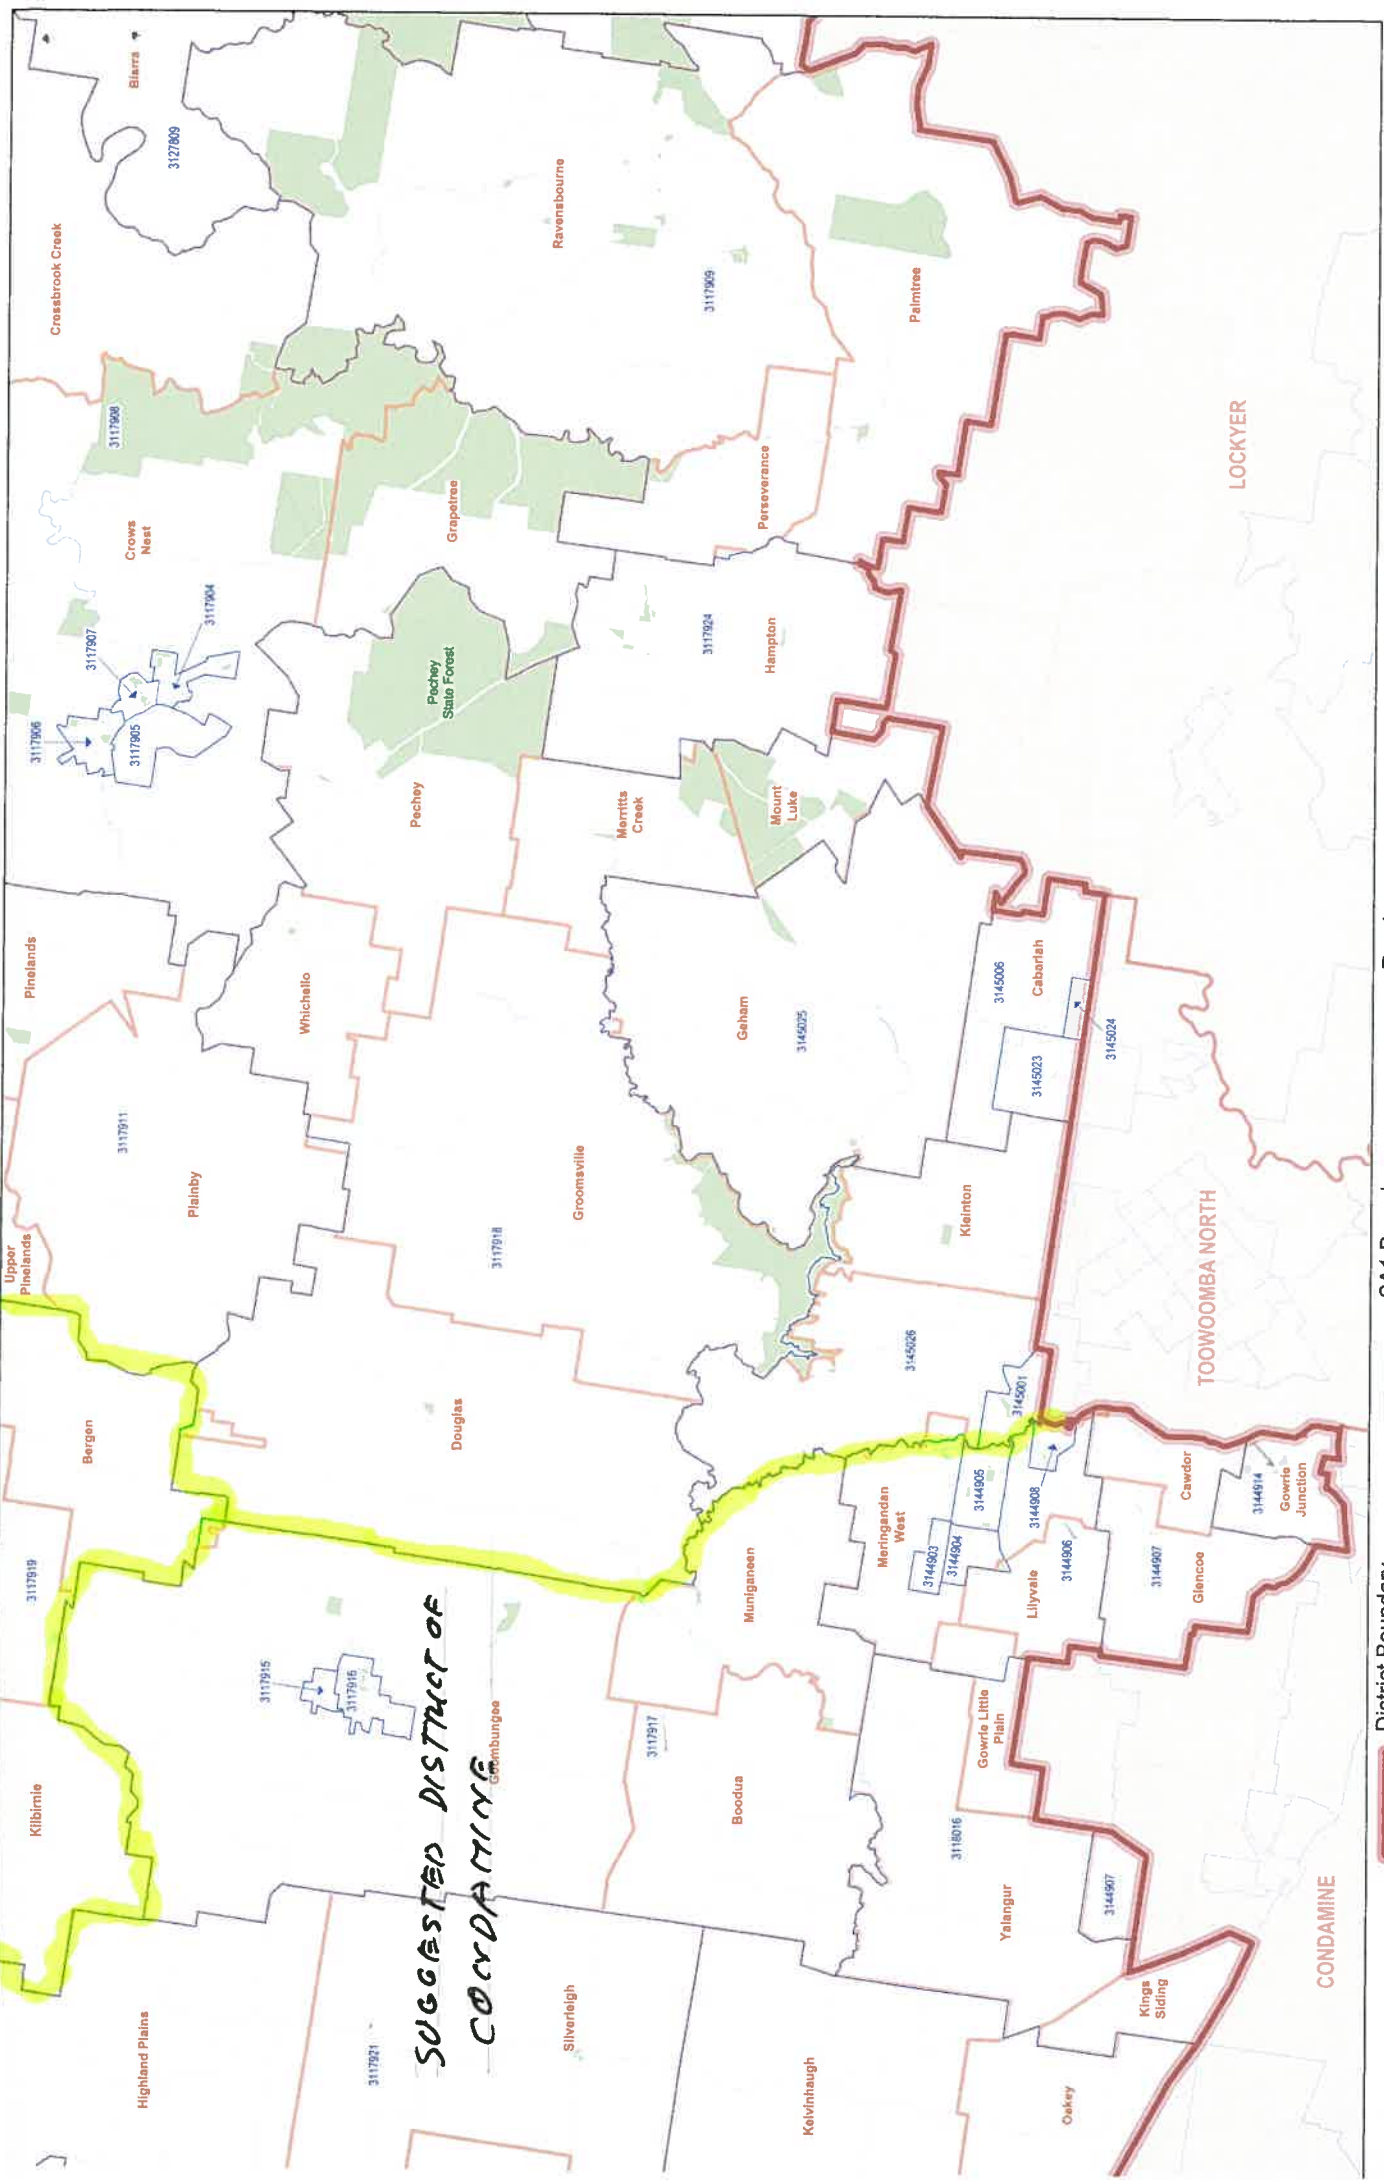 Highland Plains
Kilbirnie
3117919
Bergen
Upper
Pinelands
Pinelands
3117906
Crossbrook Creek
Biarra
Plainby
3117911
3117905
3117907
3117904
Crows
Nest
3117908
3127809
3117921
3117915
3117916
Whichello
SUGGESTED DISTRICT OF
CONDAMINE
Goombungee
Douglas
3117918
Groomsville
Pechey
Pechey
State Forest
Grapetree
Silverleigh
Ravensbourne
3117917
Merritts
Creek
Boodua
Muniganeen
Geham
3145025
Mount
Luke
3117924
Hampton
Perseverance
3117909
Kelvinhaugh
Meringandan
West
3144903
3144904
3144905
3145026
Kleinton
Palmtree
3118016
Gowrie Little
Plain
Yalangur
Lilyvale
3144908
3144906
3145001
3145006
Cabarlah
3145023
3145024
Oakey
3144907
Kings
Siding
3144907
Glencoe
Cawdor
3144914
Gowrie
Junction
TOOWOOMBA NORTH
LOCKYER
CONDAMINE
District Boundary